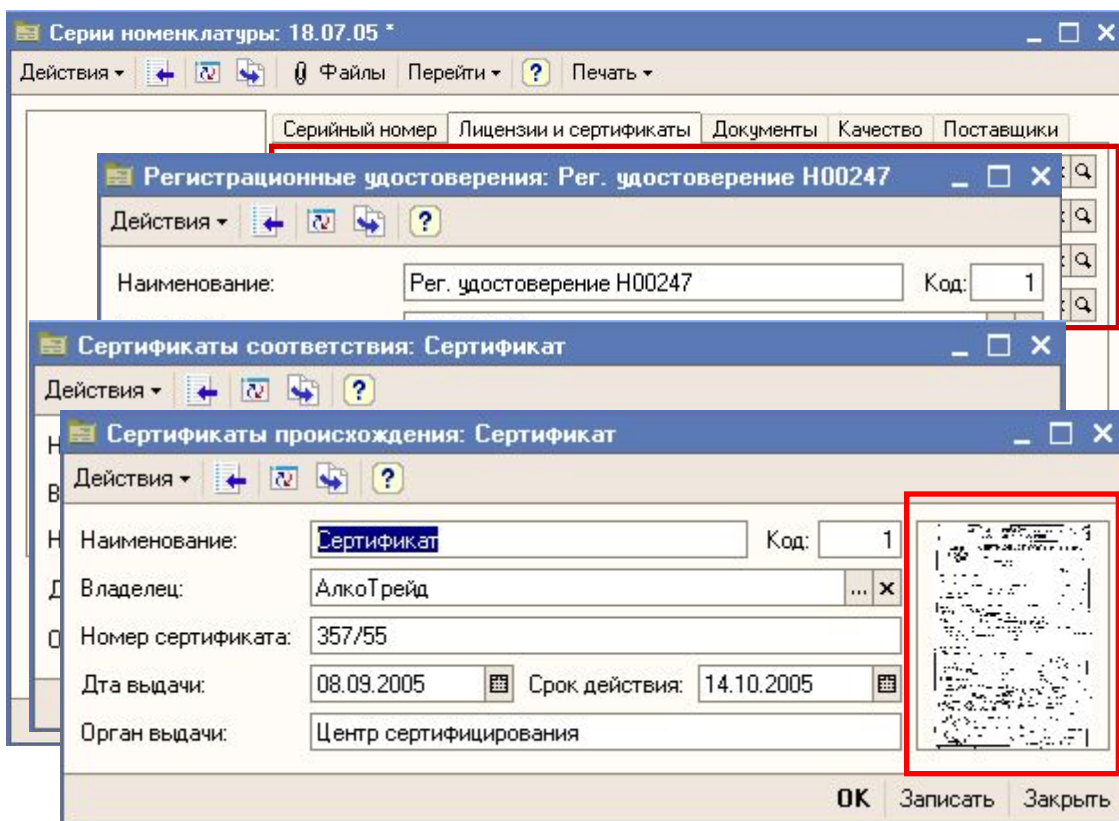 Серии номенклатуры: 18.07.05 *
Действия Файлы Перейти ? Печать
Серийный номер Лицензии и сертификаты Документы Качество Поставщики
Регистрационные удостоверения: Рег. удостоверение Н00247
Действия ?
Наименование: Рег. удостоверение Н00247 Код: 1
Сертификаты соответствия: Сертификат
Действия ?
Сертификаты происхождения: Сертификат
Действия ?
Н
В
Н
Д
О
Наименование: Сертификат Код: 1
Владелец: АлкоТрейд ... x
Номер сертификата: 357/55
Дта выдачи: 08.09.2005 Срок действия: 14.10.2005
Орган выдачи: Центр сертифицирования
OK Записать Закрыть